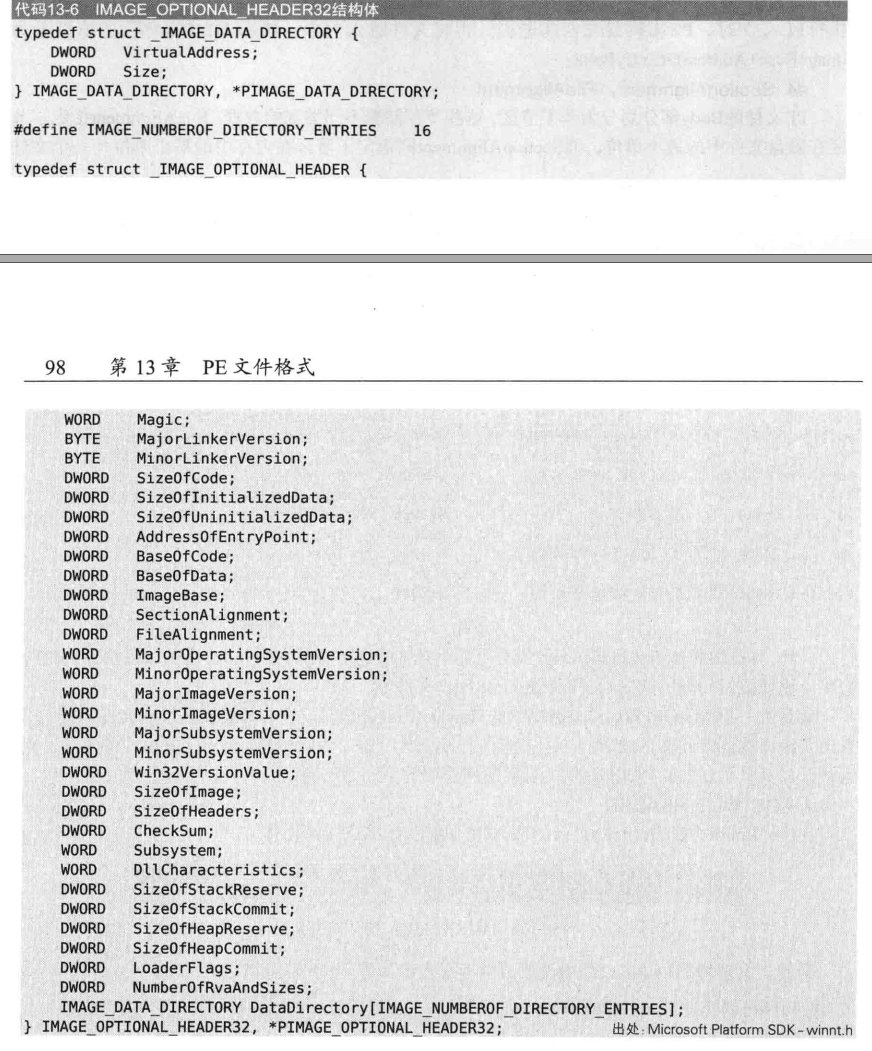 代码13-6 IMAGE_OPTIONAL_HEADER32结构体
typedef struct _IMAGE_DATA_DIRECTORY {
DWORD VirtualAddress;
DWORD Size;
} IMAGE_DATA_DIRECTORY, *PIMAGE_DATA_DIRECTORY;
#define IMAGE_NUMBEROF_DIRECTORY_ENTRIES 16
typedef struct _IMAGE_OPTIONAL_HEADER {
98 第 13 章 PE 文件格式
WORD Magic;
BYTE MajorLinkerVersion;
BYTE MinorLinkerVersion;
DWORD SizeOfCode;
DWORD SizeOfInitializedData;
DWORD SizeOfUninitializedData;
DWORD AddressOfEntryPoint;
DWORD BaseOfCode;
DWORD BaseOfData;
DWORD ImageBase;
DWORD SectionAlignment;
DWORD FileAlignment;
WORD MajorOperatingSystemVersion;
WORD MinorOperatingSystemVersion;
WORD MajorImageVersion;
WORD MinorImageVersion;
WORD MajorSubsystemVersion;
WORD MinorSubsystemVersion;
DWORD Win32VersionValue;
DWORD SizeOfImage;
DWORD SizeOfHeaders;
DWORD CheckSum;
WORD Subsystem;
WORD DllCharacteristics;
DWORD SizeOfStackReserve;
DWORD SizeOfStackCommit;
DWORD SizeOfHeapReserve;
DWORD SizeOfHeapCommit;
DWORD LoaderFlags;
DWORD NumberOfRvaAndSizes;
IMAGE_DATA_DIRECTORY DataDirectory[IMAGE_NUMBEROF_DIRECTORY_ENTRIES];
} IMAGE_OPTIONAL_HEADER32, *PIMAGE_OPTIONAL_HEADER32; 出处: Microsoft Platform SDK – winnt.h